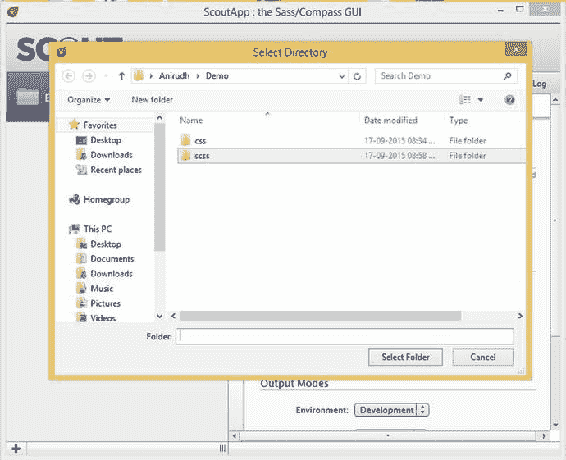 ScoutApp : the Sass/Compass GUI
SCOUT
Select Directory
Anirudh
Demo
Search Demo
Organize
New folder
Log
Name
Date modified
Type
Favorites
Desktop
Downloads
Recent places
css
17-09-2015 08:34 ...
File folder
scss
17-09-2015 08:58 ...
File folder
Homegroup
This PC
Desktop
Documents
Downloads
Music
Pictures
Videos
Folder:
Select Folder
Cancel
Output Modes
Environment:
Development